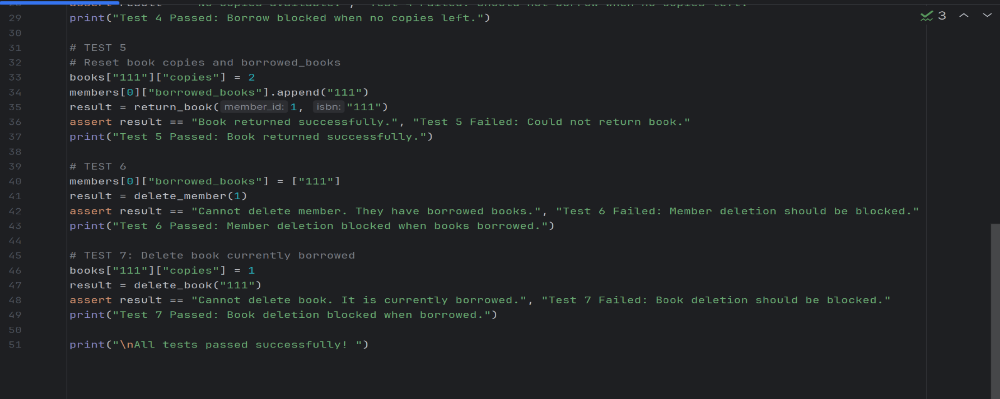 29 print("Test 4 Passed: Borrow blocked when no copies left.")
3
30
31 # TEST 5
32 # Reset book copies and borrowed_books
33 books["111"]["copies"] = 2
34 members[0]["borrowed_books"].append("111")
35 result = return_book( member_id: 1, isbn: "111")
36 assert result == "Book returned successfully.", "Test 5 Failed: Could not return book."
37 print("Test 5 Passed: Book returned successfully.")
38
39 # TEST 6
40 members[0]["borrowed_books"] = ["111"]
41 result = delete_member(1)
42 assert result == "Cannot delete member. They have borrowed books.", "Test 6 Failed: Member deletion should be blocked."
43 print("Test 6 Passed: Member deletion blocked when books borrowed.")
44
45 # TEST 7: Delete book currently borrowed
46 books["111"]["copies"] = 1
47 result = delete_book("111")
48 assert result == "Cannot delete book. It is currently borrowed.", "Test 7 Failed: Book deletion should be blocked."
49 print("Test 7 Passed: Book deletion blocked when borrowed.")
50
51 print("\nAll tests passed successfully! ")